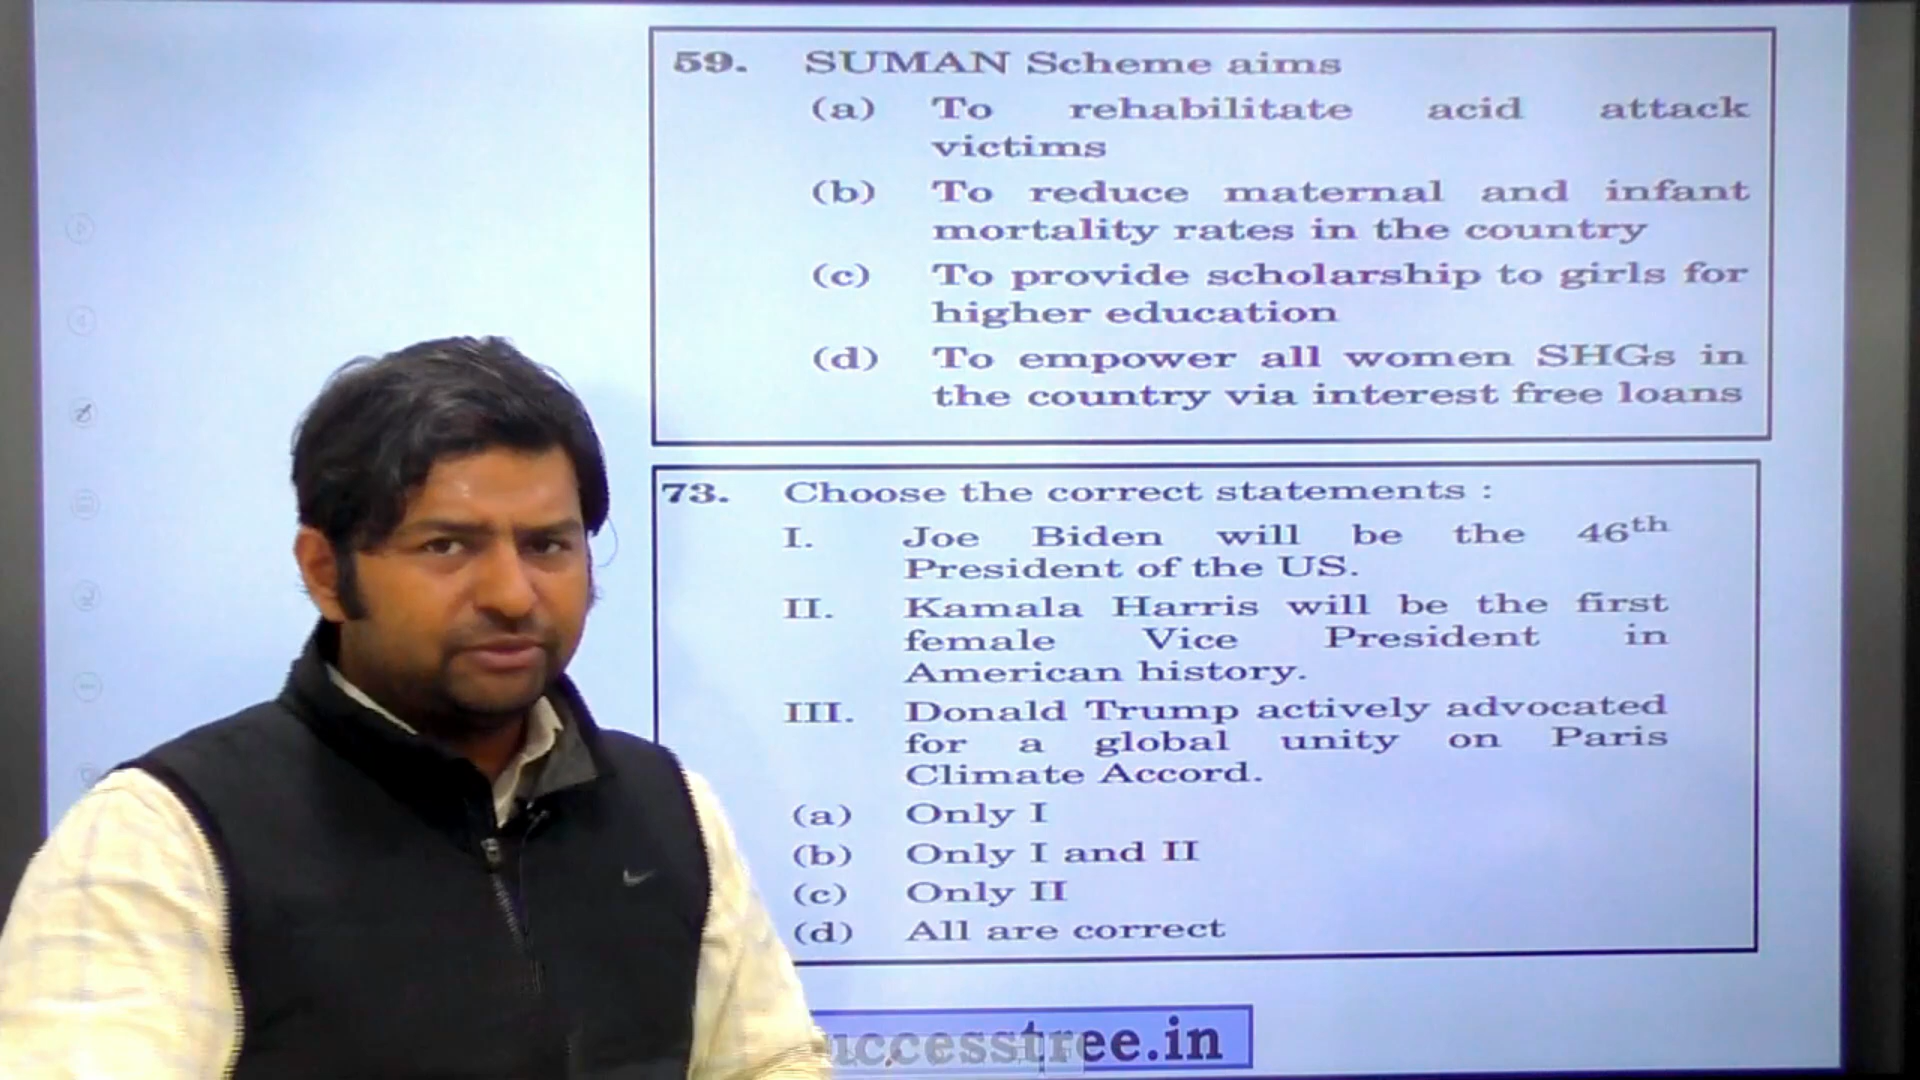 59. SUMAN Scheme aims
(a) To rehabilitate acid attack
victims
(b) To reduce maternal and infant
mortality rates in the country
(c) To provide scholarship to girls for
higher education
(d) To empower all women SHGs in
the country via interest free loans
73. Choose the correct statements :
I. Joe Biden will be the 46th
President of the US.
II. Kamala Harris will be the first
female Vice President in
American history.
III. Donald Trump actively advocated
for a global unity on Paris
Climate Accord.
(a) Only I
(b) Only I and II
(c) Only II
(d) All are correct
uccesstree.in